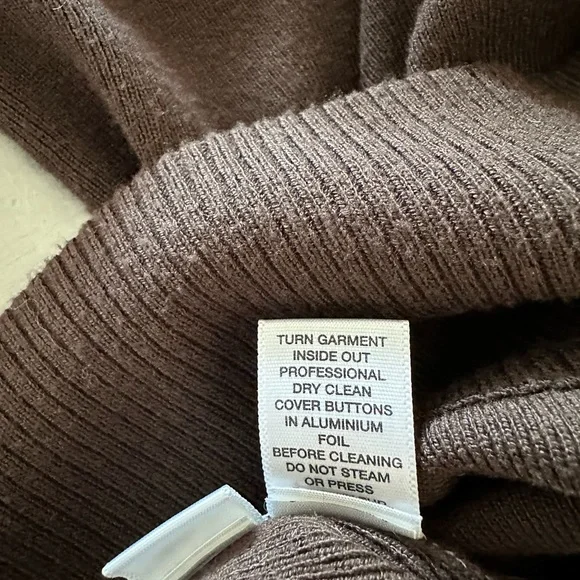 TURN GARMENT
INSIDE OUT
PROFESSIONAL
DRY CLEAN
COVER BUTTONS
IN ALUMINIUM
FOIL
BEFORE CLEANING
DO NOT STEAM
OR PRESS